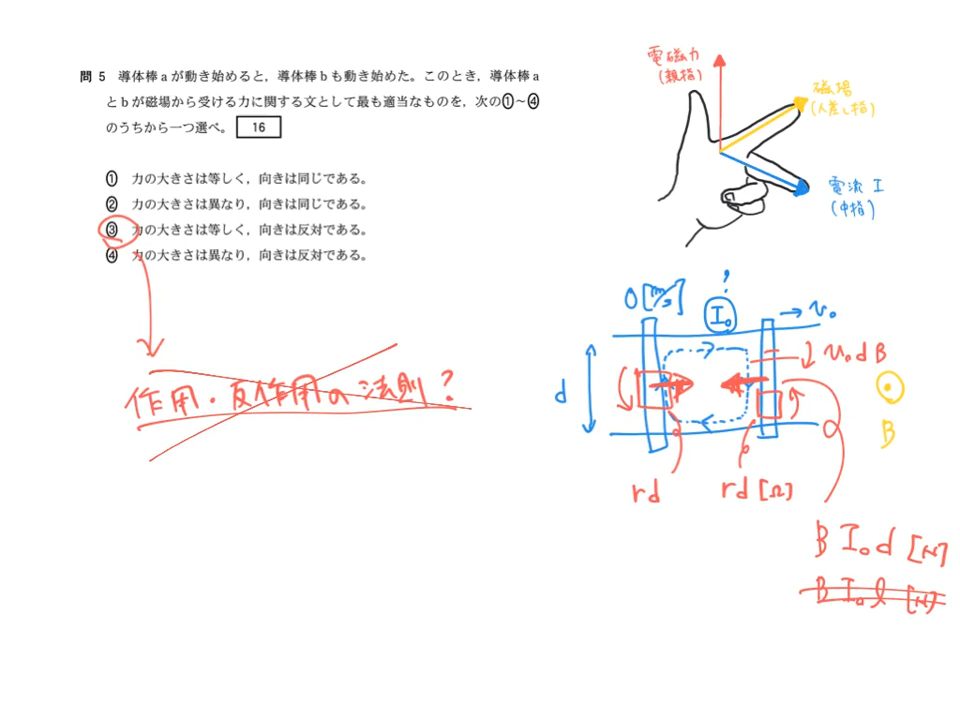 問 5 導体棒 a が動き始めると,導体棒 b も動き始めた。このとき,導体棒 a
と b が磁場から受ける力に関する文として最も適当なものを,次の①~④
のうちから一つ選べ。 16
① 力の大きさは等しく,向きは同じである。
② 力の大きさは異なり,向きは同じである。
③ 力の大きさは等しく,向きは反対である。
④ 力の大きさは異なり,向きは反対である。
作用・反作用の法則?
電磁力
(親指)
磁場
(人差し指)
電流 I
(中指)
0[m/s]
I₀
v₀
v₀dB
d
B
rd
rd[Ω]
BI₀d[N]
BI₀l[N]